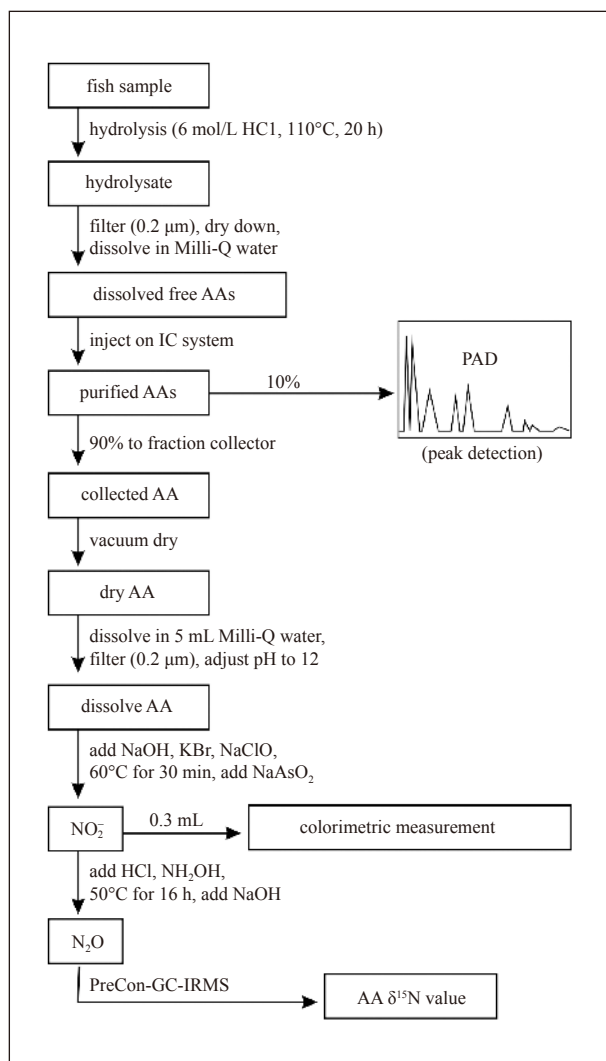 fish sample
hydrolysis (6 mol/L HC1, 110°C, 20 h)
hydrolysate
filter (0.2 μm), dry down,
dissolve in Milli-Q water
dissolved free AAs
inject on IC system
purified AAs
10%
PAD
(peak detection)
90% to fraction collector
collected AA
vacuum dry
dry AA
dissolve in 5 mL Milli-Q water,
filter (0.2 μm), adjust pH to 12
dissolve AA
add NaOH, KBr, NaClO,
60°C for 30 min, add NaAsO₂
NO₂⁻
0.3 mL
colorimetric measurement
add HCl, NH₂OH,
50°C for 16 h, add NaOH
N₂O
PreCon-GC-IRMS
AA δ¹⁵N value